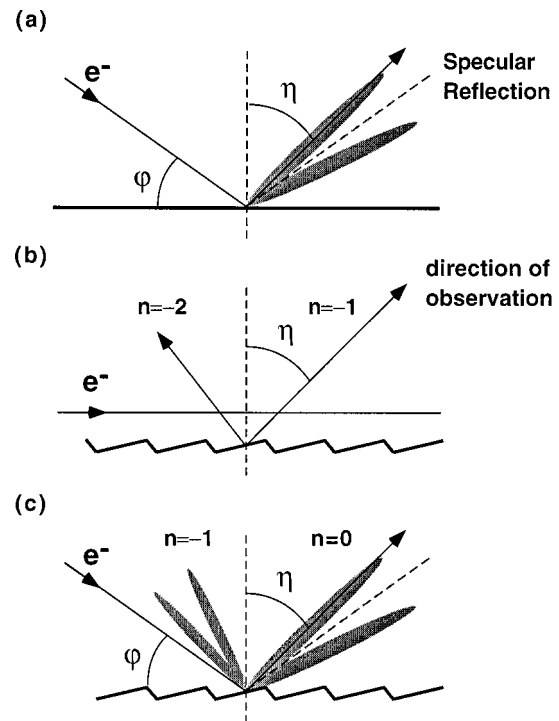 (a)
e-
η
Specular
Reflection
φ
(b)
direction of
observation
n=-2
n=-1
η
e-
(c)
n=-1
n=0
e-
η
φ